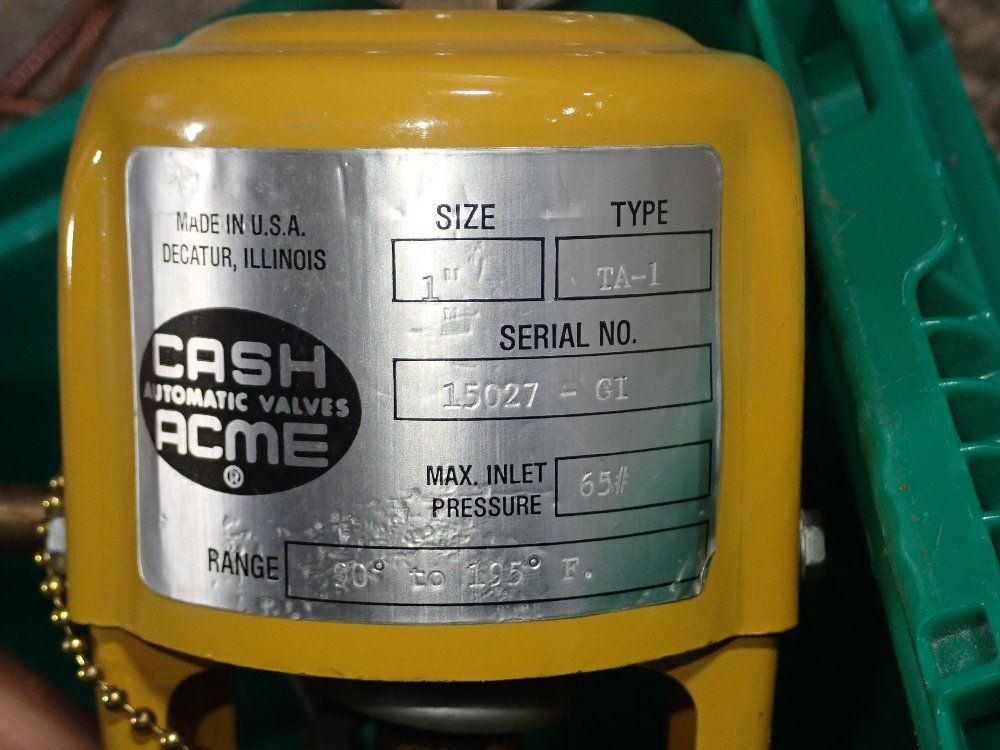 MADE IN U.S.A.
DECATUR, ILLINOIS
CASH
AUTOMATIC VALVES
ACME
®
SIZE
1"
TYPE
TA-1
SERIAL NO.
15027 - GI
MAX. INLET
PRESSURE
65#
RANGE
90° to 195° F.